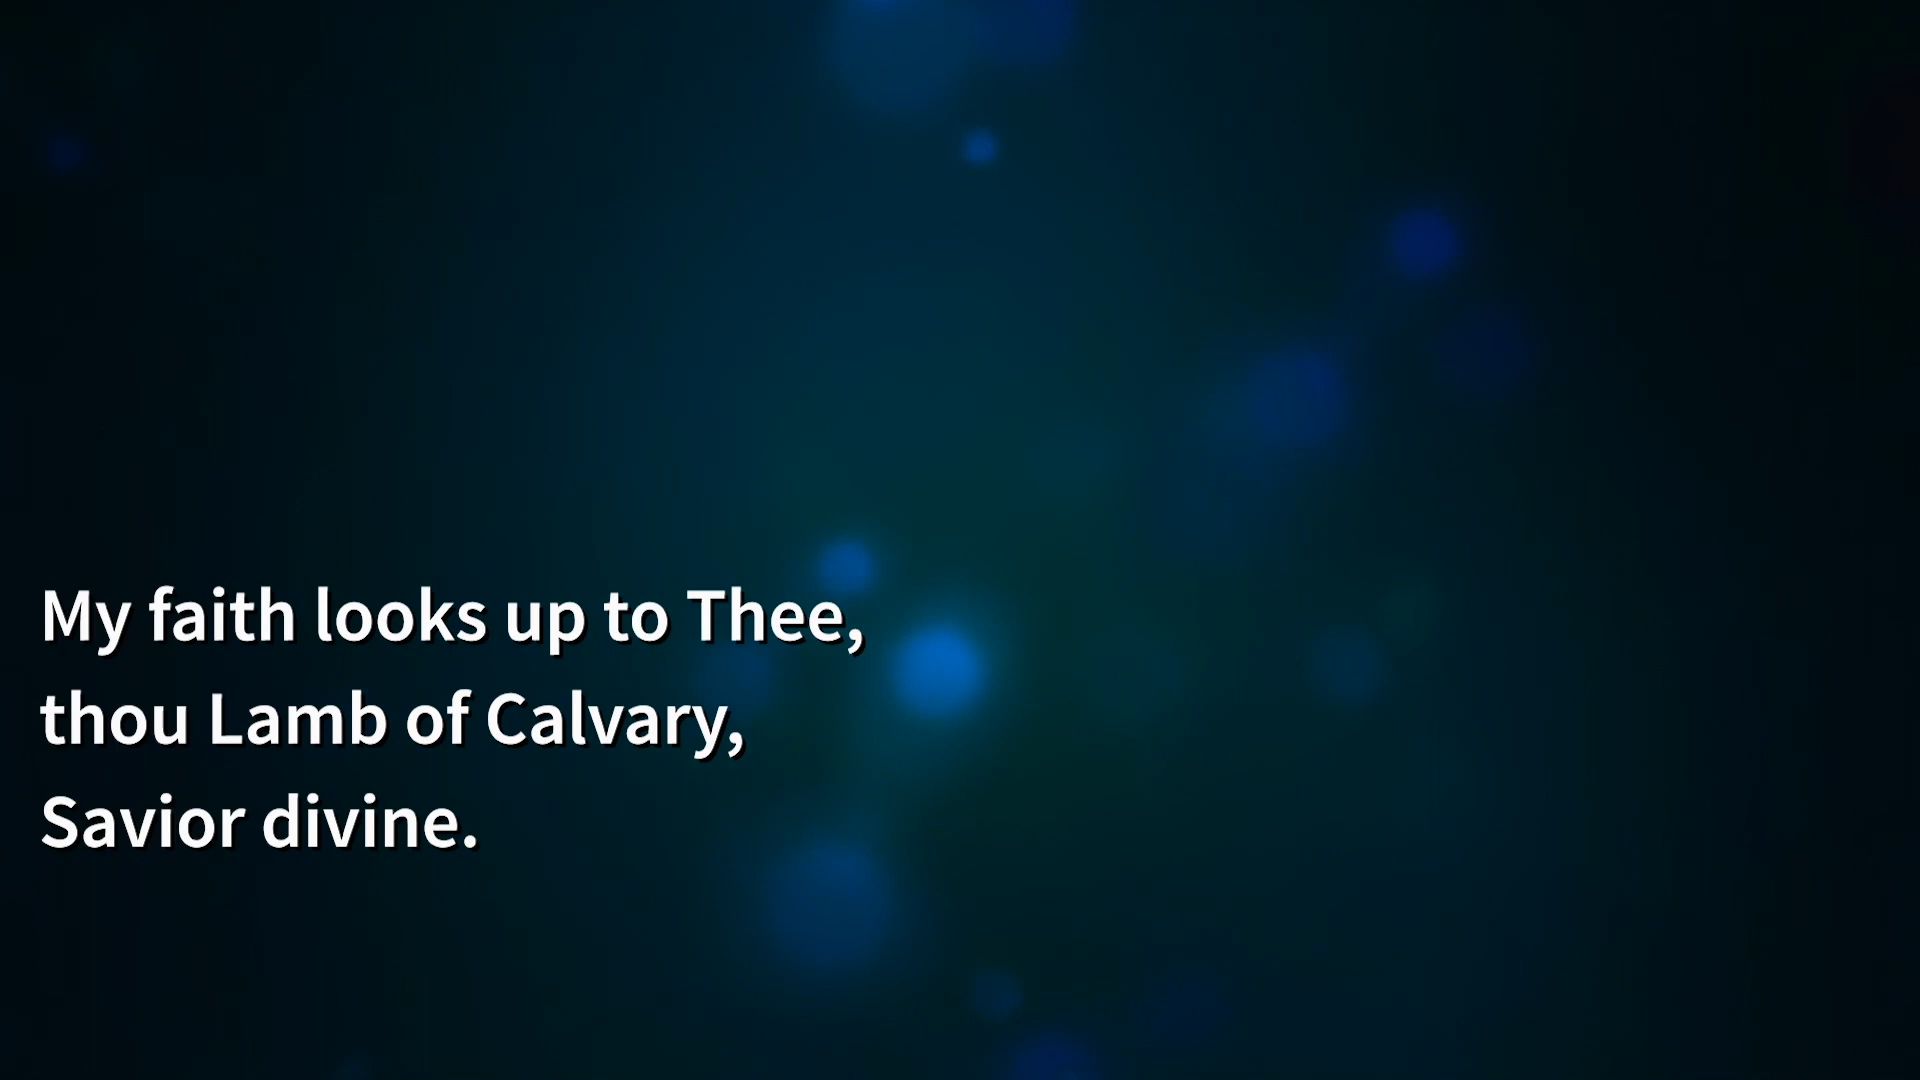 My faith looks up to Thee,
thou Lamb of Calvary,
Savior divine.